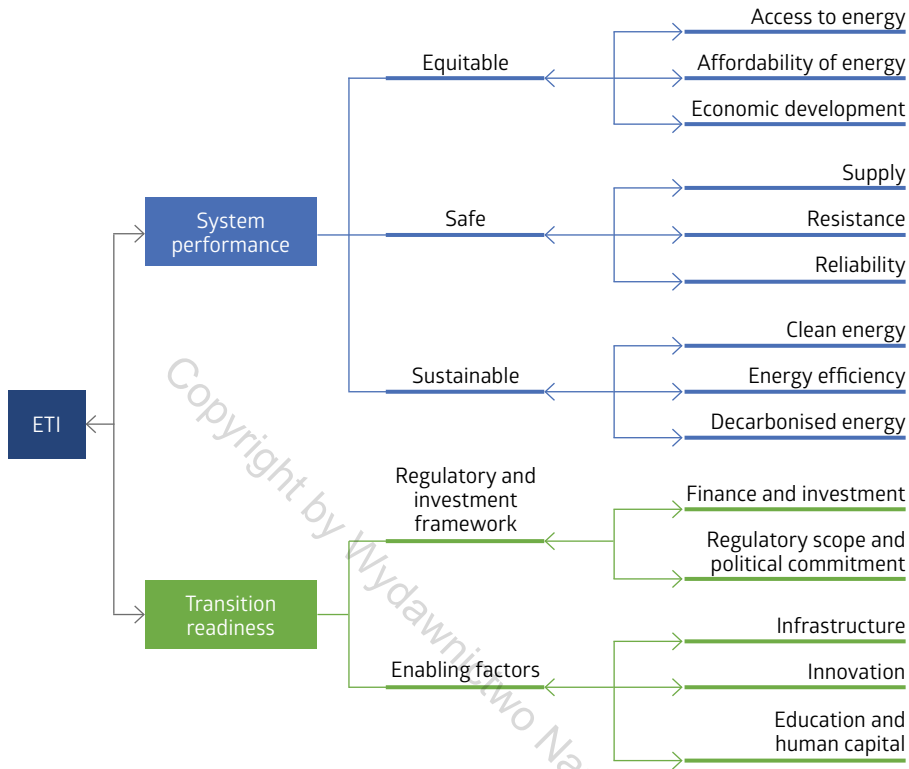 Access to energy
Equitable
Affordability of energy
Economic development
Supply
System
performance
Safe
Resistance
Reliability
Clean energy
Sustainable
Energy efficiency
Decarbonised energy
ETI
Regulatory and
investment
framework
Finance and investment
Regulatory scope and
political commitment
Transition
readiness
Infrastructure
Enabling factors
Innovation
Education and
human capital
Copyright by Wydawnictwo